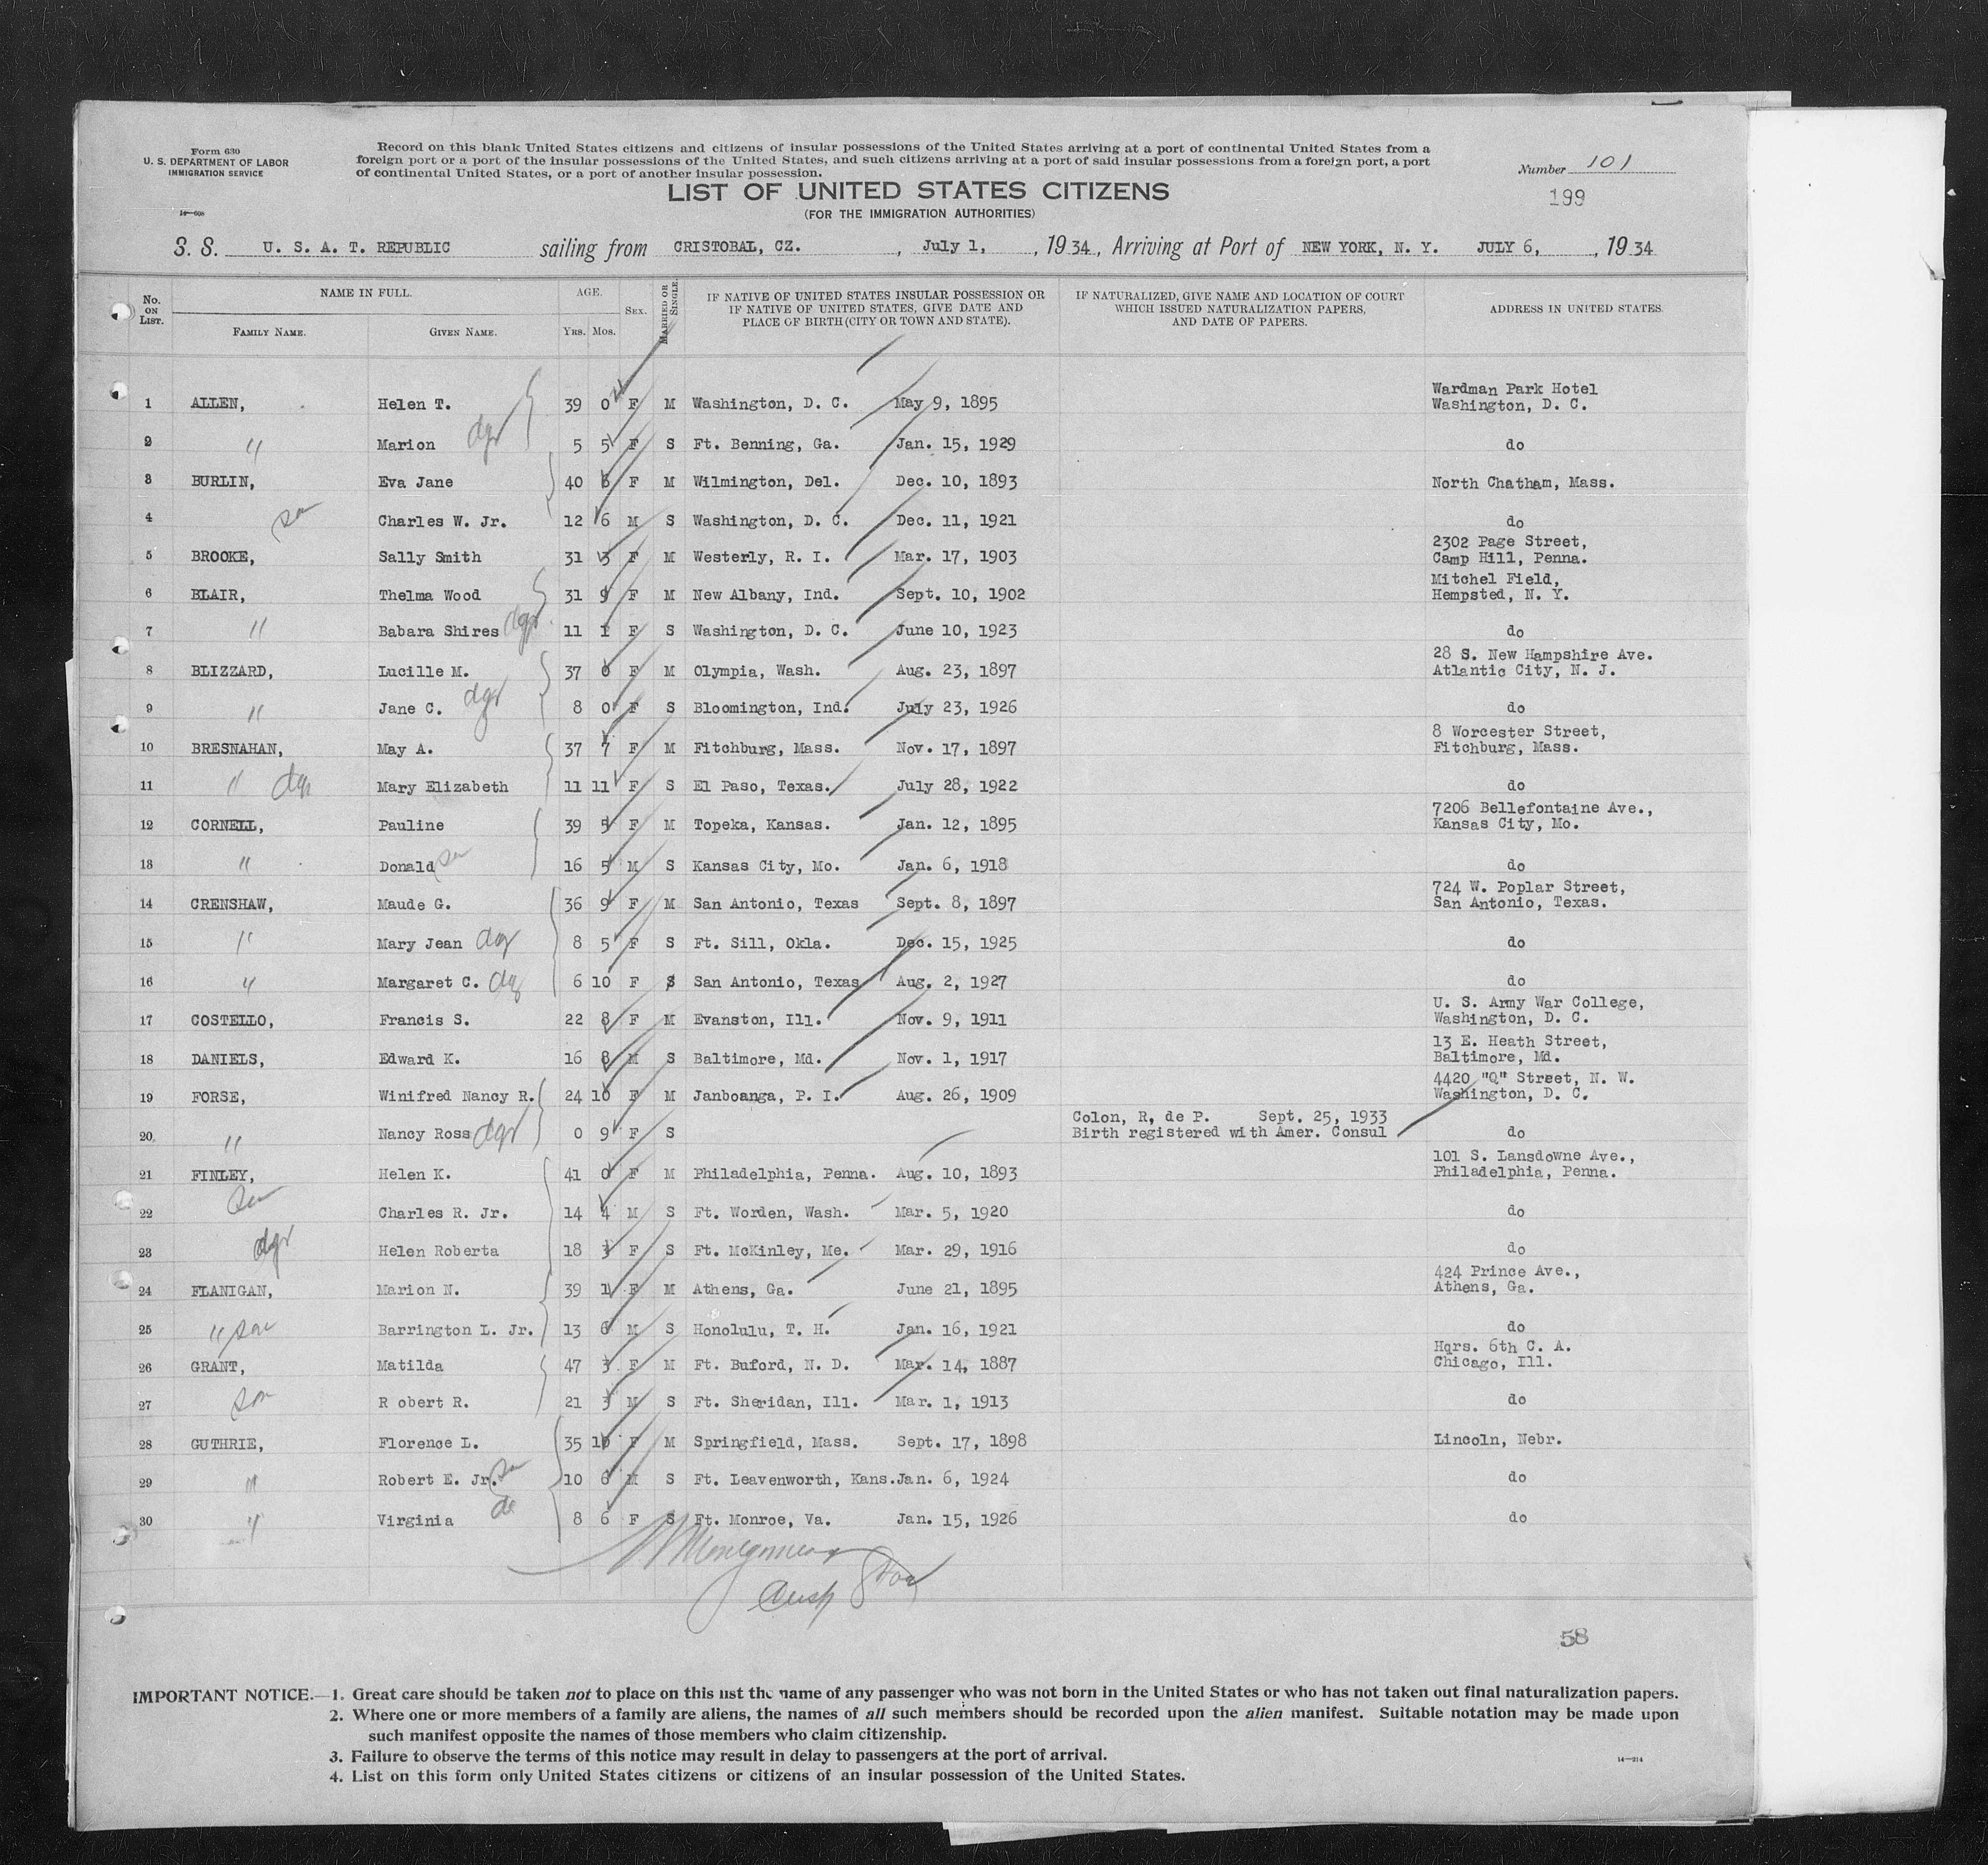 Form 630
U. S. DEPARTMENT OF LABOR
IMMIGRATION SERVICE
14—608
Record on this blank United States citizens and citizens of insular possessions of the United States arriving at a port of continental United States from a
foreign port or a port of the insular possessions of the United States, and such citizens arriving at a port of said insular possessions from a foreign port, a port
of continental United States, or a port of another insular possession.
Number 101
199
LIST OF UNITED STATES CITIZENS
(FOR THE IMMIGRATION AUTHORITIES)
S. S. U. S. A. T. REPUBLIC sailing from CRISTOBAL, CZ. , July 1, , 19 34, Arriving at Port of NEW YORK, N. Y. JULY 6, , 19 34
No. ON LIST.
NAME IN FULL.
FAMILY NAME.
GIVEN NAME.
AGE.
YRS. MOS.
SEX.
MARRIED OR SINGLE.
IF NATIVE OF UNITED STATES INSULAR POSSESSION OR
IF NATIVE OF UNITED STATES, GIVE DATE AND
PLACE OF BIRTH (CITY OR TOWN AND STATE).
IF NATURALIZED, GIVE NAME AND LOCATION OF COURT
WHICH ISSUED NATURALIZATION PAPERS,
AND DATE OF PAPERS.
ADDRESS IN UNITED STATES.
1 ALLEN, Helen T. 39 0 F M Washington, D. C. May 9, 1895 Wardman Park Hotel
Washington, D. C.
2 " Marion dgr 5 5 F S Ft. Benning, Ga. Jan. 15, 1929 do
3 BURLIN, Eva Jane 40 6 F M Wilmington, Del. Dec. 10, 1893 North Chatham, Mass.
4 son Charles W. Jr. 12 6 M S Washington, D. C. Dec. 11, 1921 do
5 BROOKE, Sally Smith 31 3 F M Westerly, R. I. Mar. 17, 1903 2302 Page Street,
Camp Hill, Penna.
6 BLAIR, Thelma Wood 31 9 F M New Albany, Ind. Sept. 10, 1902 Mitchel Field,
Hempsted, N. Y.
7 " Babara Shires dgr 11 1 F S Washington, D. C. June 10, 1923 do
8 BLIZZARD, Lucille M. 37 0 F M Olympia, Wash. Aug. 23, 1897 28 S. New Hampshire Ave.
Atlantic City, N. J.
9 " Jane C. dgr 8 0 F S Bloomington, Ind. July 23, 1926 do
10 BRESNAHAN, May A. 37 7 F M Fitchburg, Mass. Nov. 17, 1897 8 Worcester Street,
Fitchburg, Mass.
11 " dgr Mary Elizabeth 11 11 F S El Paso, Texas. July 28, 1922 do
12 CORNELL, Pauline 39 5 F M Topeka, Kansas. Jan. 12, 1895 7206 Bellefontaine Ave.,
Kansas City, Mo.
13 " Donald son 16 5 M S Kansas City, Mo. Jan. 6, 1918 do
14 CRENSHAW, Maude G. 36 9 F M San Antonio, Texas Sept. 8, 1897 724 W. Poplar Street,
San Antonio, Texas.
15 " Mary Jean dgr 8 5 F S Ft. Sill, Okla. Dec. 15, 1925 do
16 " Margaret C. dgr 6 10 F S San Antonio, Texas Aug. 2, 1927 do
17 COSTELLO, Francis S. 22 8 F M Evanston, Ill. Nov. 9, 1911 U. S. Army War College,
Washington, D. C.
18 DANIELS, Edward K. 16 8 M S Baltimore, Md. Nov. 1, 1917 13 E. Heath Street,
Baltimore, Md.
19 FORSE, Winifred Nancy R. 24 10 F M Janboanga, P. I. Aug. 26, 1909 4420 "Q" Street, N. W.
Washington, D. C.
20 " Nancy Ross dgr 0 9 F S Colon, R, de P. Sept. 25, 1933
Birth registered with Amer. Consul do
21 FINLEY, Helen K. 41 0 F M Philadelphia, Penna. Aug. 10, 1893 101 S. Lansdowne Ave.,
Philadelphia, Penna.
22 son Charles R. Jr. 14 4 M S Ft. Worden, Wash. Mar. 5, 1920 do
23 dgr Helen Roberta 18 3 F S Ft. McKinley, Me. Mar. 29, 1916 do
24 FLANIGAN, Marion N. 39 1 F M Athens, Ga. June 21, 1895 424 Prince Ave.,
Athens, Ga.
25 " son Barrington L. Jr. 13 6 M S Honolulu, T. H. Jan. 16, 1921 do
26 GRANT, Matilda 47 3 F M Ft. Buford, N. D. Mar. 14, 1887 Hqrs. 6th C. A.
Chicago, Ill.
27 son R obert R. 21 3 M S Ft. Sheridan, Ill. Mar. 1, 1913 do
28 GUTHRIE, Florence L. 35 10 F M Springfield, Mass. Sept. 17, 1898 Lincoln, Nebr.
29 " Robert E. Jr. son 10 6 M S Ft. Leavenworth, Kans. Jan. 6, 1924 do
30 " Virginia 8 6 F S Ft. Monroe, Va. Jan. 15, 1926 do
Montgomery
58
IMPORTANT NOTICE.—1. Great care should be taken not to place on this list the name of any passenger who was not born in the United States or who has not taken out final naturalization papers.
2. Where one or more members of a family are aliens, the names of all such members should be recorded upon the alien manifest. Suitable notation may be made upon
such manifest opposite the names of those members who claim citizenship.
3. Failure to observe the terms of this notice may result in delay to passengers at the port of arrival.
4. List on this form only United States citizens or citizens of an insular possession of the United States.
14—214